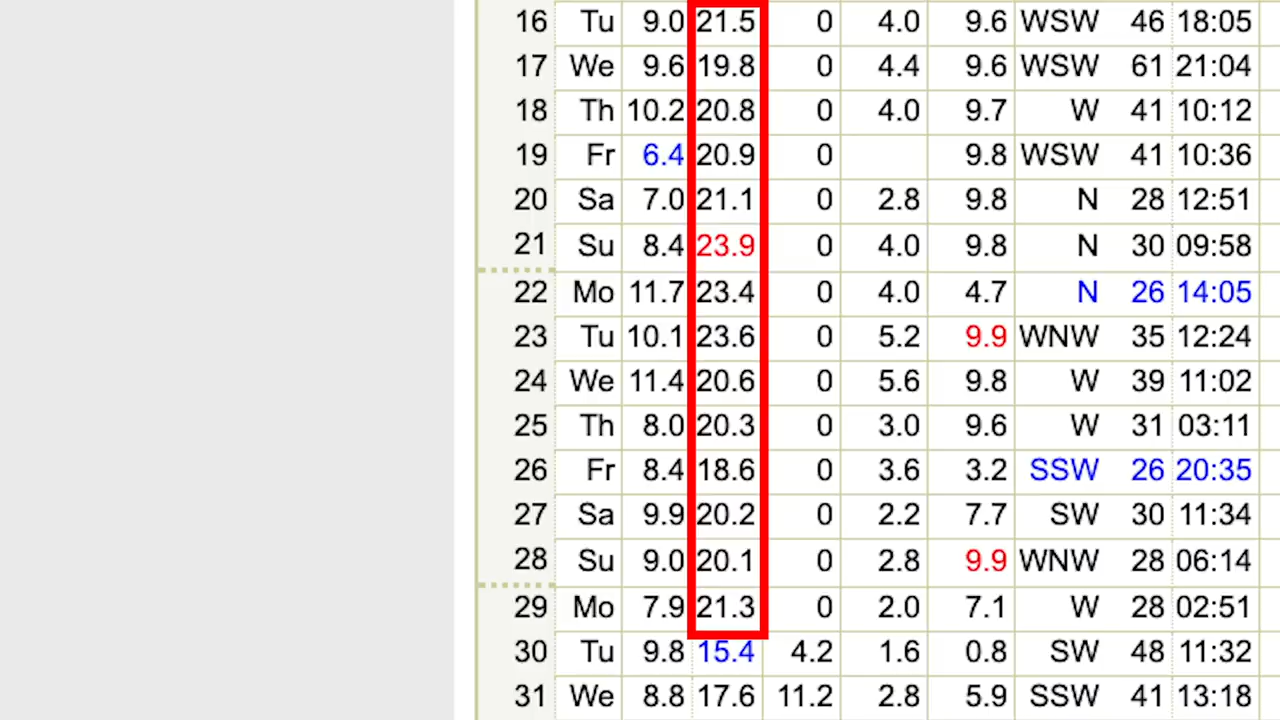 16 Tu 9.0 21.5 0 4.0 9.6 WSW 46 18:05
17 We 9.6 19.8 0 4.4 9.6 WSW 61 21:04
18 Th 10.2 20.8 0 4.0 9.7 W 41 10:12
19 Fr 6.4 20.9 0 9.8 WSW 41 10:36
20 Sa 7.0 21.1 0 2.8 9.8 N 28 12:51
21 Su 8.4 23.9 0 4.0 9.8 N 30 09:58
22 Mo 11.7 23.4 0 4.0 4.7 N 26 14:05
23 Tu 10.1 23.6 0 5.2 9.9 WNW 35 12:24
24 We 11.4 20.6 0 5.6 9.8 W 39 11:02
25 Th 8.0 20.3 0 3.0 9.6 W 31 03:11
26 Fr 8.4 18.6 0 3.6 3.2 SSW 26 20:35
27 Sa 9.9 20.2 0 2.2 7.7 SW 30 11:34
28 Su 9.0 20.1 0 2.8 9.9 WNW 28 06:14
29 Mo 7.9 21.3 0 2.0 7.1 W 28 02:51
30 Tu 9.8 15.4 4.2 1.6 0.8 SW 48 11:32
31 We 8.8 17.6 11.2 2.8 5.9 SSW 41 13:18